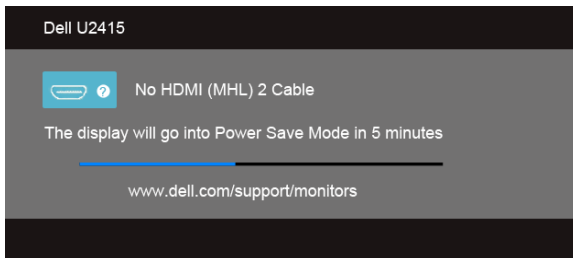 Dell U2415
?
No HDMI (MHL) 2 Cable
The display will go into Power Save Mode in 5 minutes
www.dell.com/support/monitors